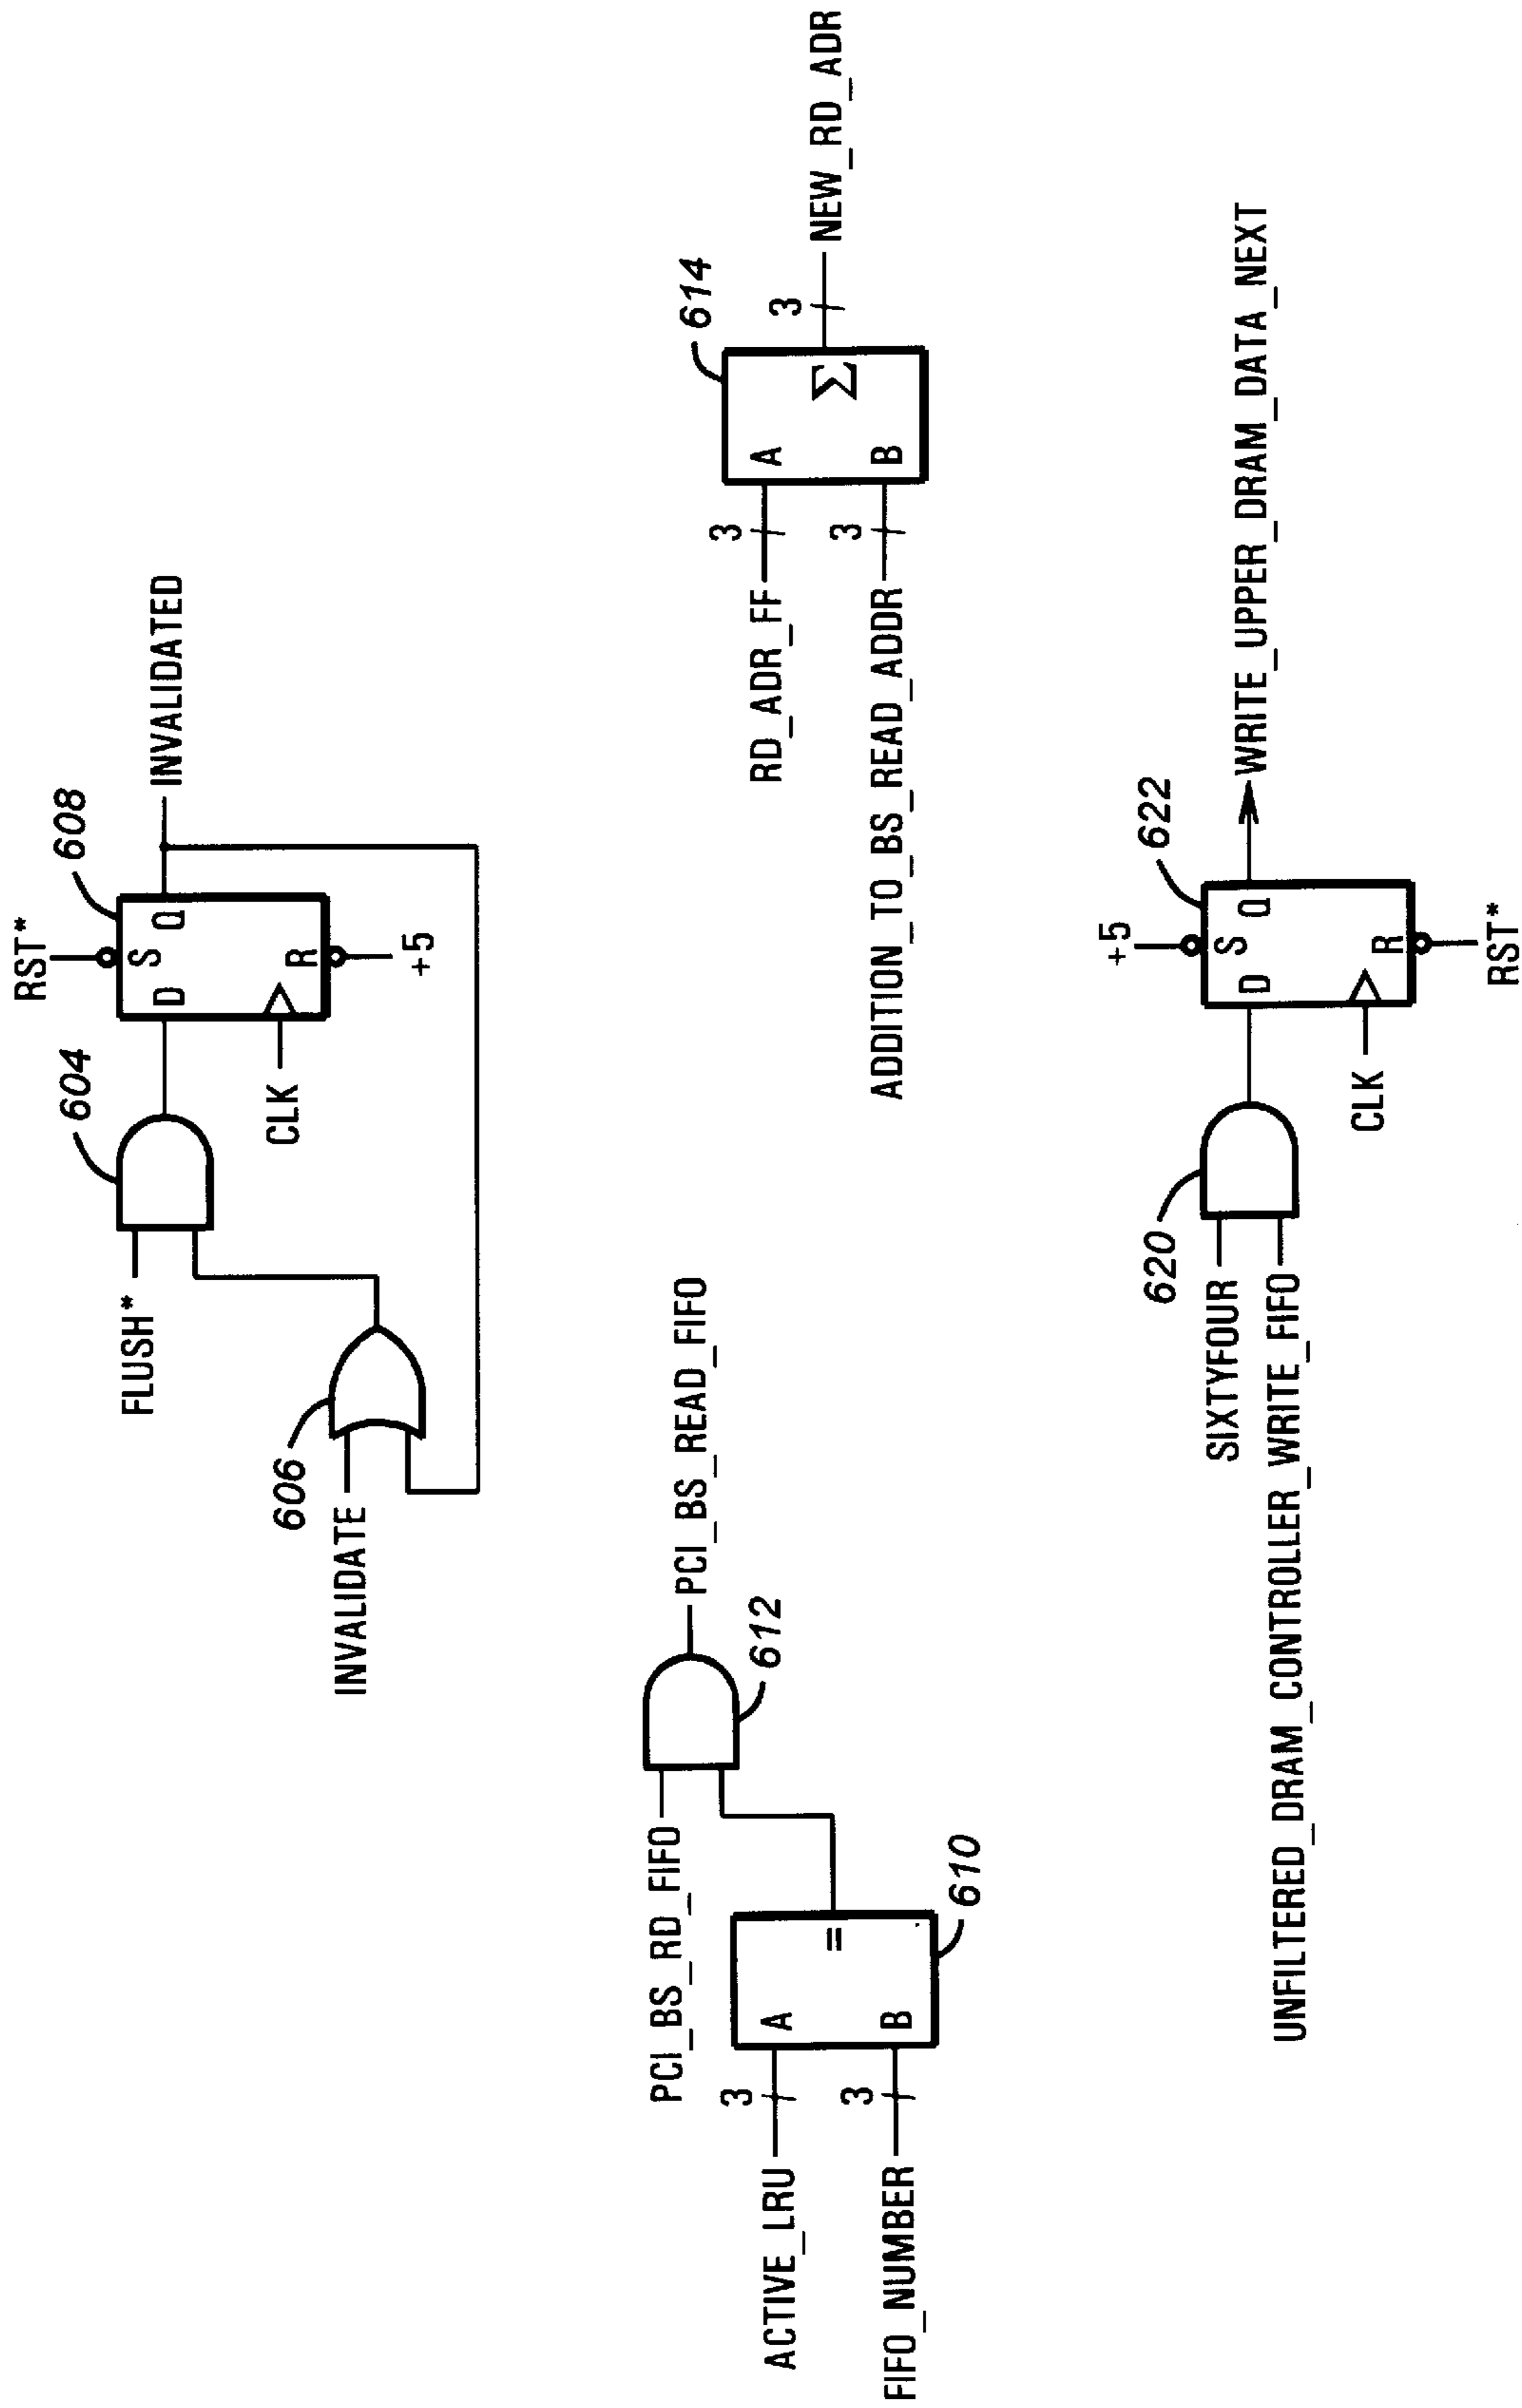 RST*
604
608
FLUSH*
D
S
Q
INVALIDATED
R
CLK
+5
606
INVALIDATE
PCI_BS_RD_FIFO
PCI_BS_READ_FIFO
612
ACTIVE_LRU
3
A
=
FIFO_NUMBER
3
B
610
614
RD_ADR_FF
3
A
Σ
3
NEW_RD_ADR
ADDITION_TO_BS_READ_ADDR
3
B
+5
620
622
SIXTYFOUR
D
S
Q
WRITE_UPPER_DRAM_DATA_NEXT
UNFILTERED_DRAM_CONTROLLER_WRITE_FIFO
R
CLK
RST*